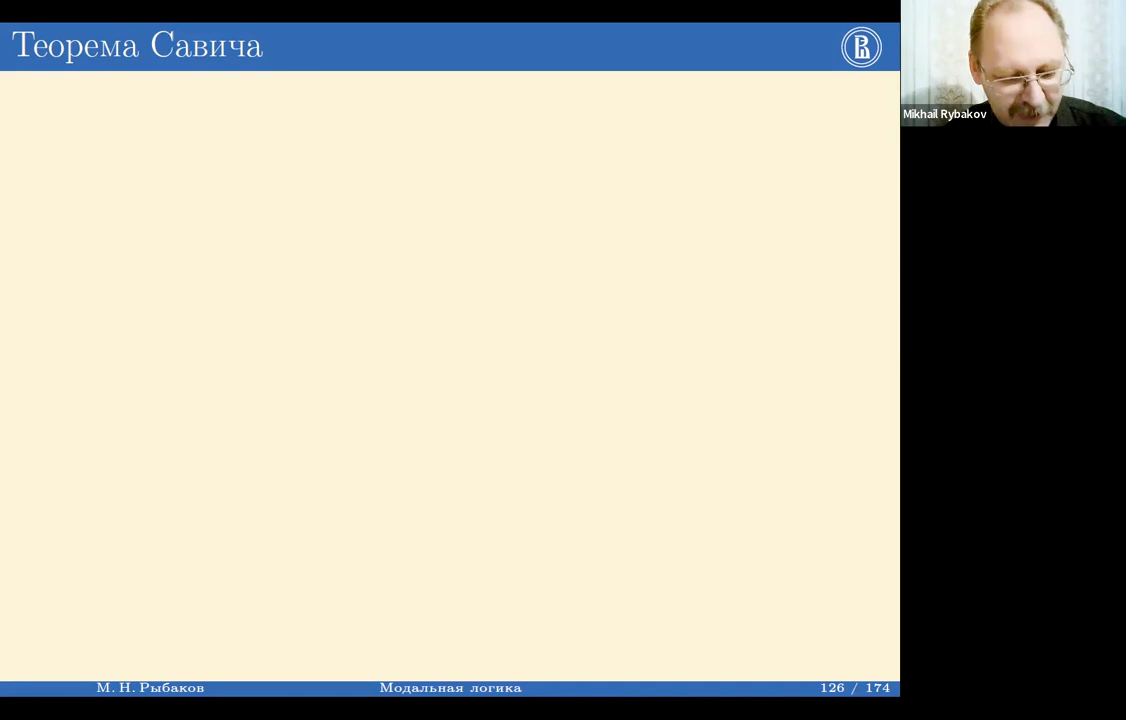 Теорема Савича
Mikhail Rybakov
М. Н. Рыбаков
Модальная логика
126 / 174